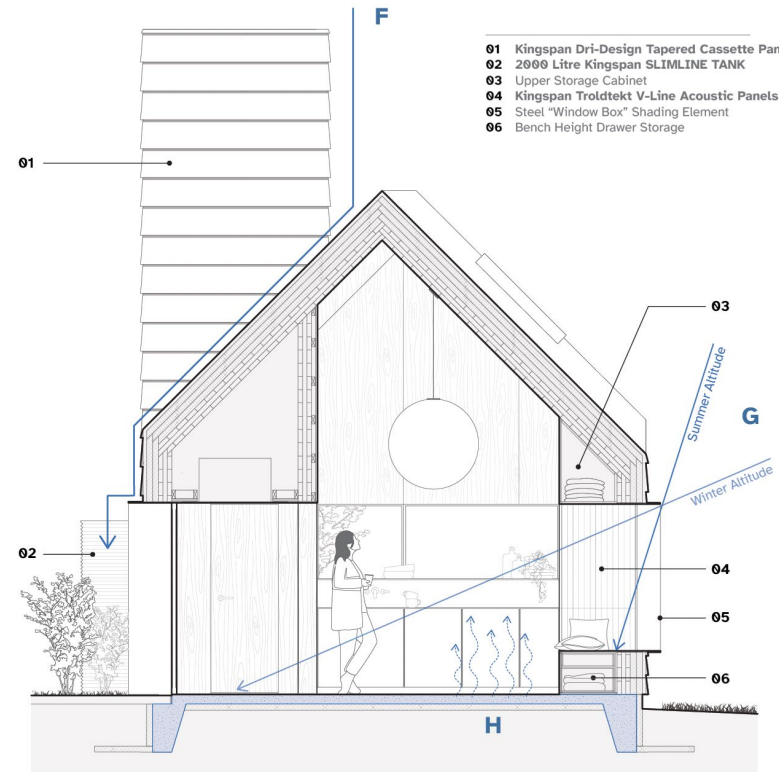 F
01 Kingspan Dri-Design Tapered Cassette Pan
02 2000 Litre Kingspan SLIMLINE TANK
03 Upper Storage Cabinet
04 Kingspan Troldtekt V-Line Acoustic Panels
05 Steel “Window Box” Shading Element
06 Bench Height Drawer Storage
01
03
Summer Altitude
G
Winter Altitude
02
04
05
06
H